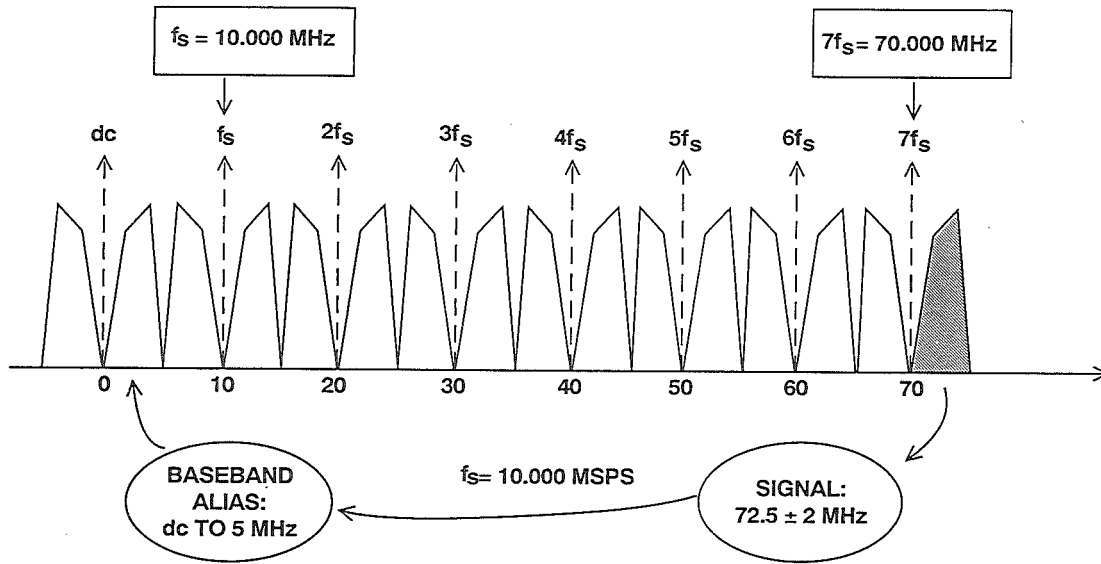 fS = 10.000 MHz
7fS = 70.000 MHz
dc
fS
2fS
3fS
4fS
5fS
6fS
7fS
0
10
20
30
40
50
60
70
BASEBAND
ALIAS:
dc TO 5 MHz
fS = 10.000 MSPS
SIGNAL:
72.5 ± 2 MHz